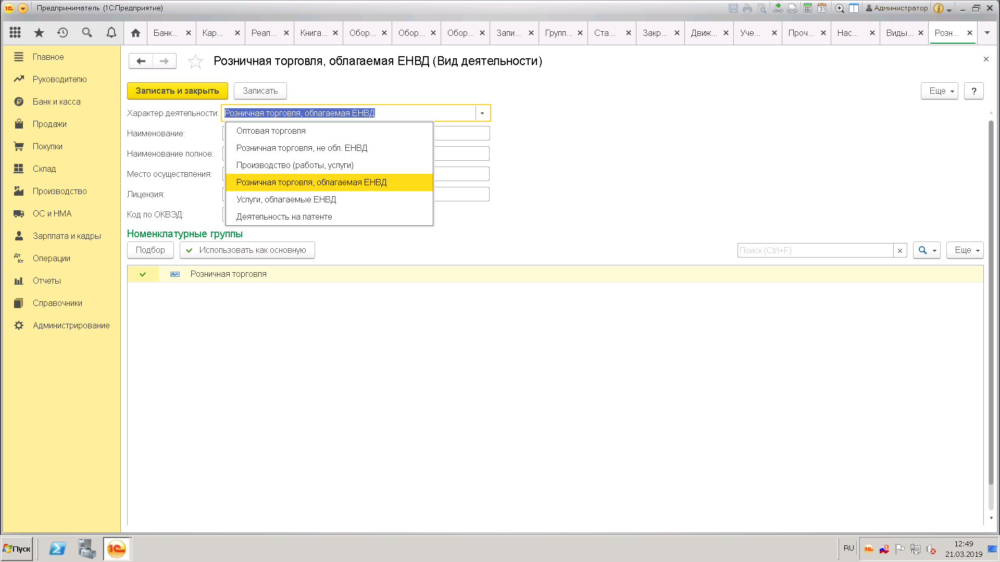 Предприниматель (1С:Предприятие)
31
Администратор
Банк...
Кар...
Реал...
Книга...
Обор...
Обор...
Обор...
Запи...
Групп...
Ста...
Закр...
Движ...
Уче...
Проч...
Нас...
Виды...
Розн...
Главное
Руководителю
Банк и касса
Продажи
Покупки
Склад
Производство
ОС и НМА
Зарплата и кадры
Дт
Кт
Операции
Отчеты
Справочники
Администрирование
Розничная торговля, облагаемая ЕНВД (Вид деятельности)
Записать и закрыть
Записать
Еще
?
Характер деятельности:
Розничная торговля, облагаемая ЕНВД
Наименование:
Наименование полное:
Место осуществления:
Лицензия:
Код по ОКВЭД:
Оптовая торговля
Розничная торговля, не обл. ЕНВД
Производство (работы, услуги)
Розничная торговля, облагаемая ЕНВД
Услуги, облагаемые ЕНВД
Деятельность на патенте
Номенклатурные группы
Подбор
Использовать как основную
Поиск (Ctrl+F)
Еще
Розничная торговля
Пуск
1С
RU
12:49
21.03.2019